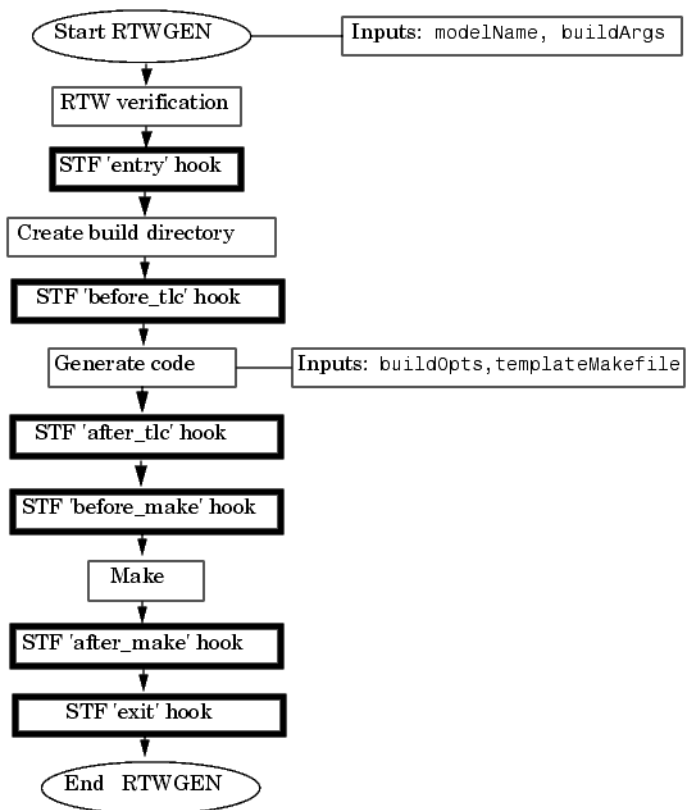 Start RTWGEN
Inputs: modelName, buildArgs
RTW verification
STF 'entry' hook
Create build directory
STF 'before_tlc' hook
Generate code
Inputs: buildOpts,templateMakefile
STF 'after_tlc' hook
STF 'before_make' hook
Make
STF 'after_make' hook
STF 'exit' hook
End RTWGEN